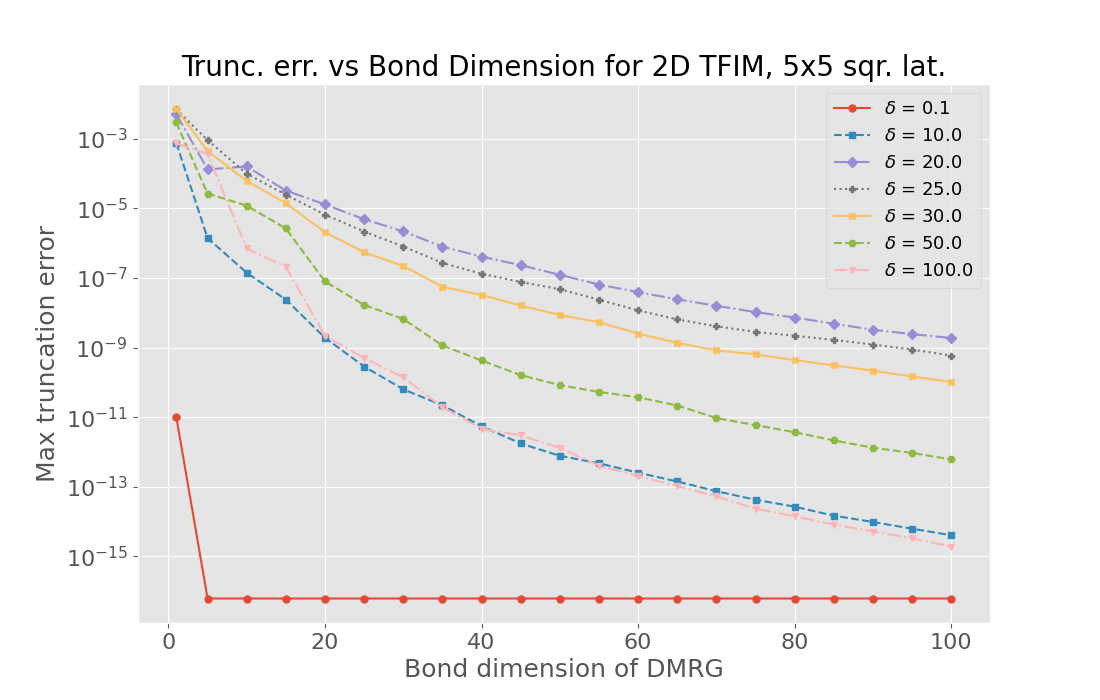 Trunc. err. vs Bond Dimension for 2D TFIM, 5x5 sqr. lat.
δ = 0.1
δ = 10.0
δ = 20.0
δ = 25.0
δ = 30.0
δ = 50.0
δ = 100.0
Max truncation error
10⁻³
10⁻⁵
10⁻⁷
10⁻⁹
10⁻¹¹
10⁻¹³
10⁻¹⁵
0 20 40 60 80 100
Bond dimension of DMRG